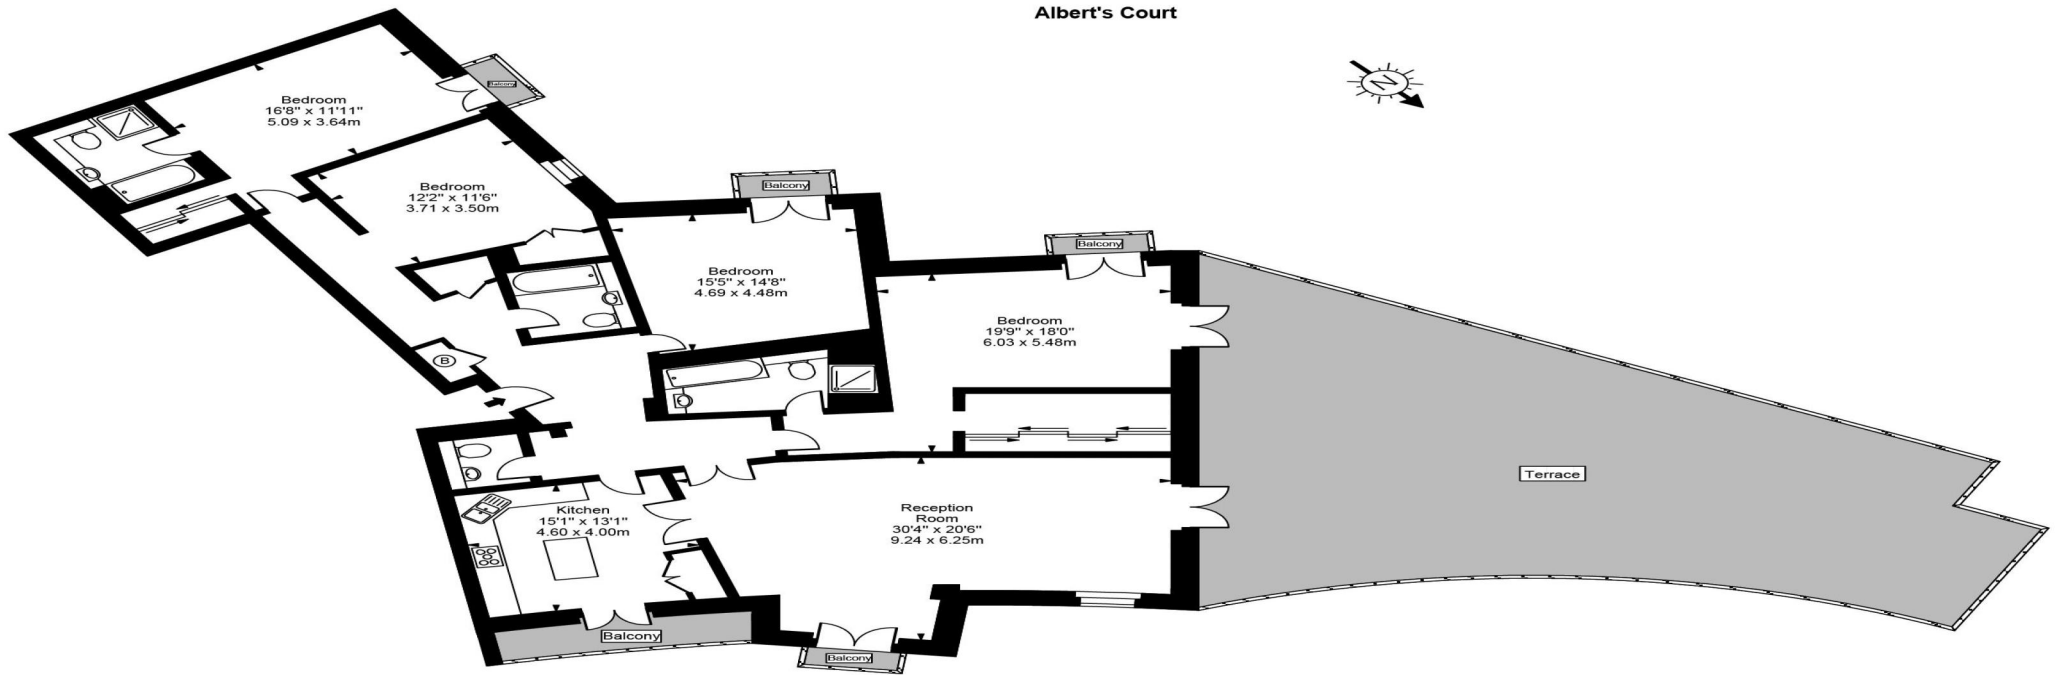 Albert's Court
N
Balcony
Bedroom
16'8" x 11'11"
5.09 x 3.64m
Bedroom
12'2" x 11'6"
3.71 x 3.50m
Balcony
Bedroom
15'5" x 14'8"
4.69 x 4.48m
Balcony
Bedroom
19'9" x 18'0"
6.03 x 5.48m
B
Terrace
Kitchen
15'1" x 13'1"
4.60 x 4.00m
Reception
Room
30'4" x 20'6"
9.24 x 6.25m
Balcony
Balcony